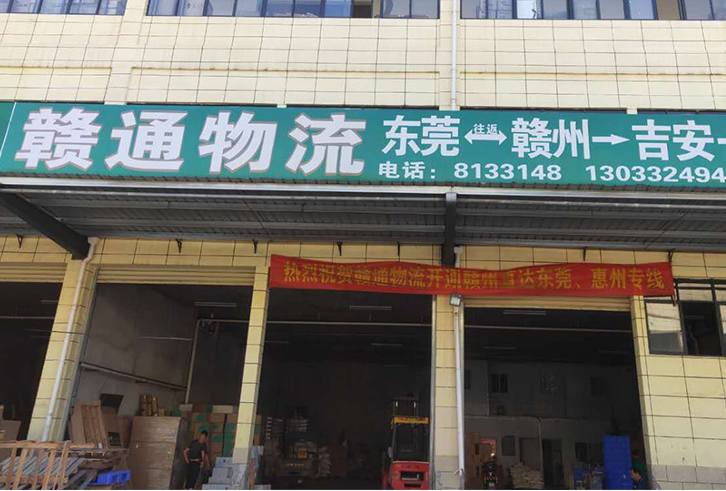 赣通物流
东莞 往返 赣州→吉安
电话：8133148 130332494
热烈祝贺赣通物流开通赣州直达东莞、惠州专线